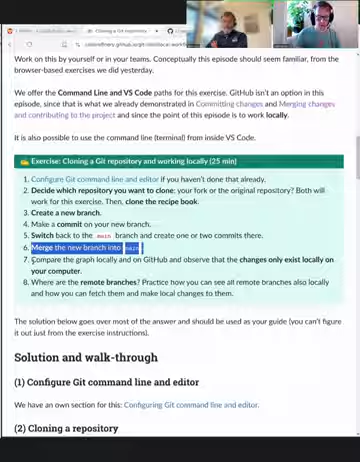 Cloning a Git repository
coderefinery.github.io/git-intro/local-workflow
Work on this by yourself or in your teams. Conceptually this episode should seem familiar, from the
browser-based exercises we did yesterday.
We offer the Command Line and VS Code paths for this exercise. GitHub isn't an option in this
episode, since that is what we already demonstrated in Committing changes and Merging changes
and contributing to the project and since the point of this episode is to work locally.
It is also possible to use the command line (terminal) from inside VS Code.
Exercise: Cloning a Git repository and working locally (25 min)
1. Configure Git command line and editor if you haven't done that already.
2. Decide which repository you want to clone: your fork or the original repository? Both will
work for this exercise. Then, clone the recipe book.
3. Create a new branch.
4. Make a commit on your new branch.
5. Switch back to the main branch and create one or two commits there.
6. Merge the new branch into main.
7. Compare the graph locally and on GitHub and observe that the changes only exist locally on
your computer.
8. Where are the remote branches? Practice how you can see all remote branches also locally
and how you can fetch them and make local changes to them.
The solution below goes over most of the answer and should be used as your guide (you can't figure
it out just from the exercise instructions).
Solution and walk-through
(1) Configure Git command line and editor
We have an own section for this: Configuring Git command line and editor.
(2) Cloning a repository